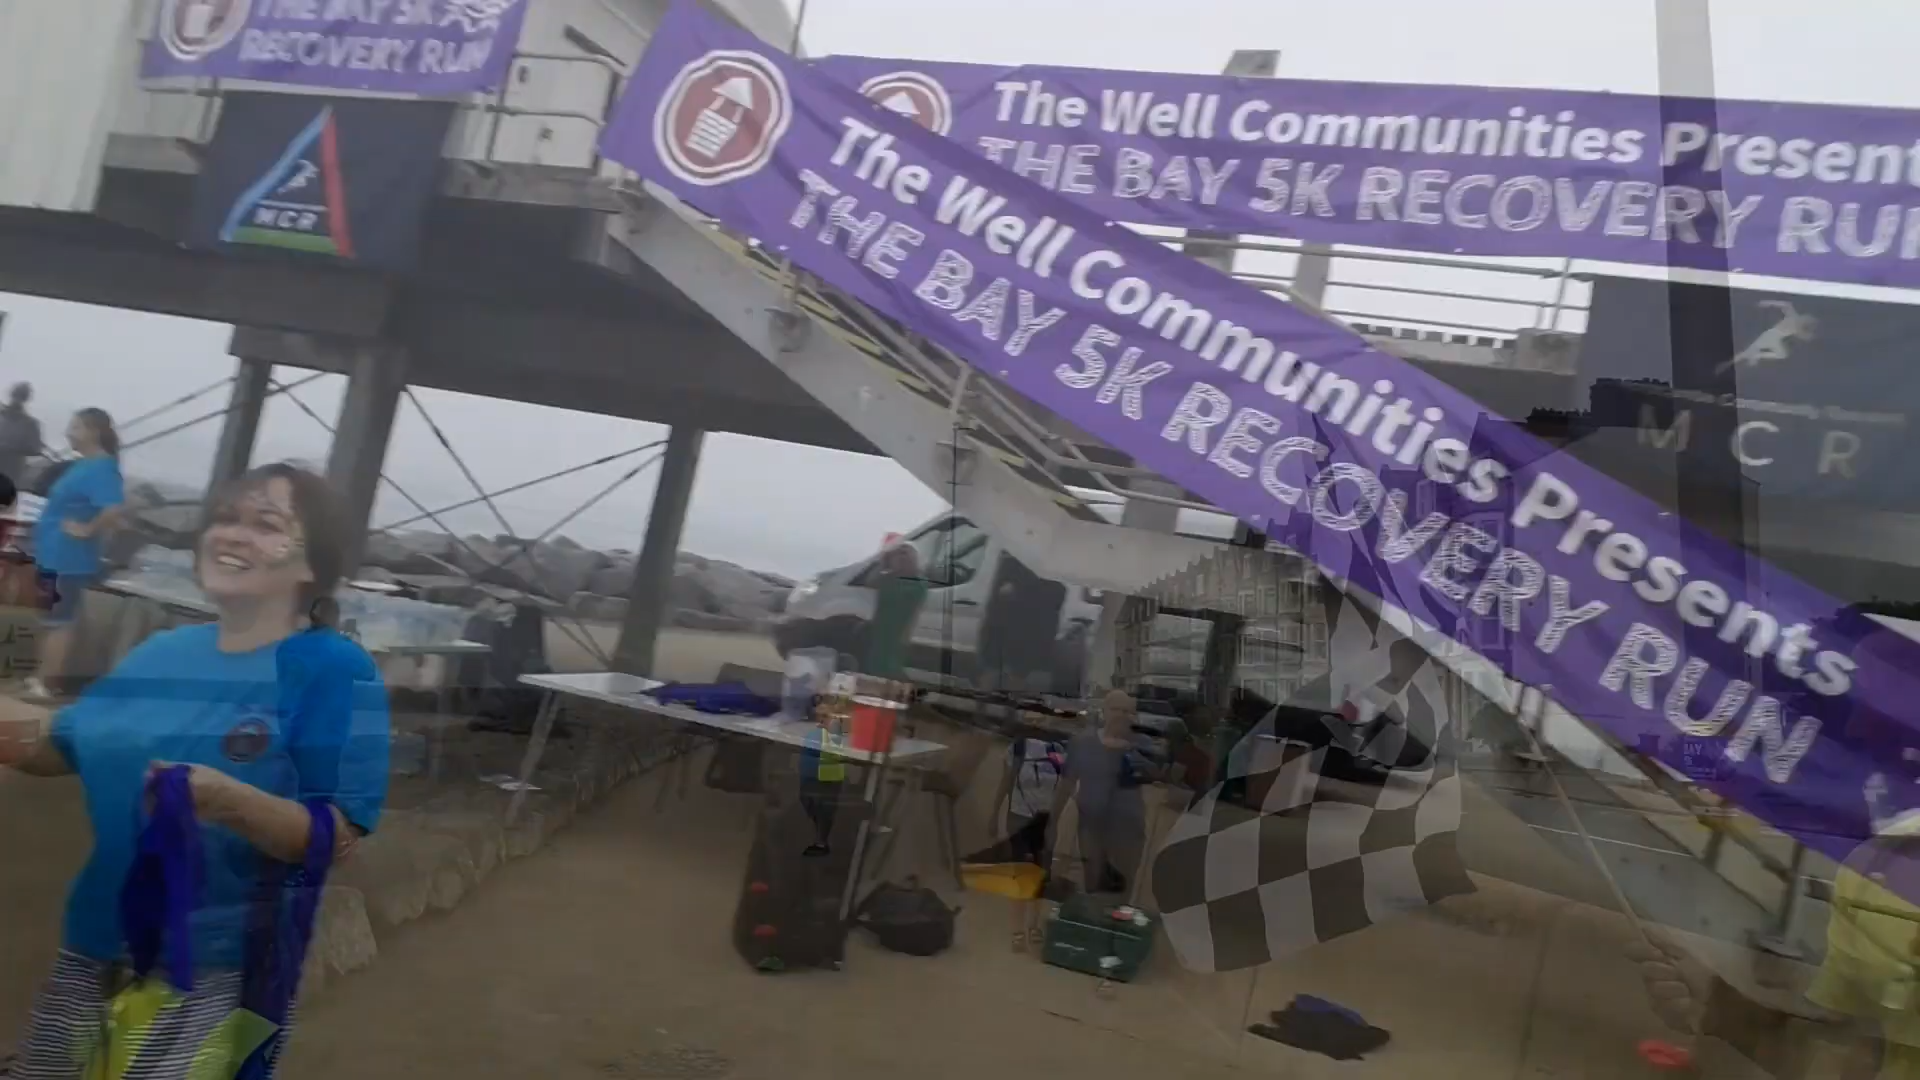 THE BAY 5K
RECOVERY RUN
MCR
The Well Communities Presents
THE BAY 5K RECOVERY RUN
The Well Communities Present
THE BAY 5K RECOVERY RU
M C R
BAY